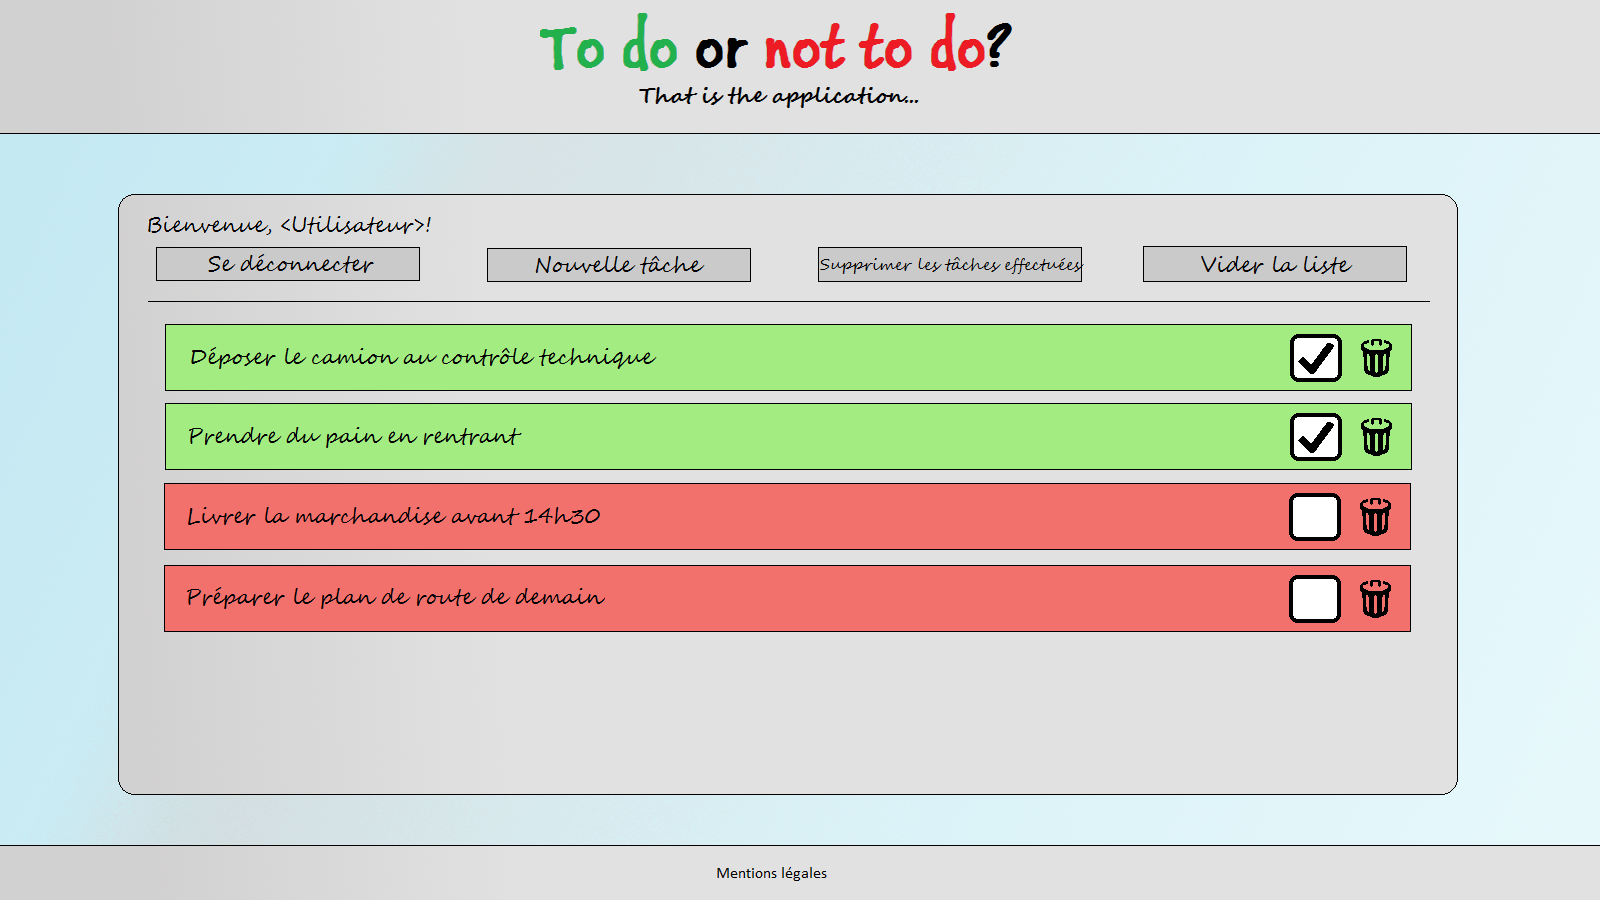 To do or not to do?
That is the application...
Bienvenue, <Utilisateur>!
Se déconnecter
Nouvelle tâche
Supprimer les tâches effectuées
Vider la liste
Déposer le camion au contrôle technique
Prendre du pain en rentrant
Livrer la marchandise avant 14h30
Préparer le plan de route de demain
Mentions légales